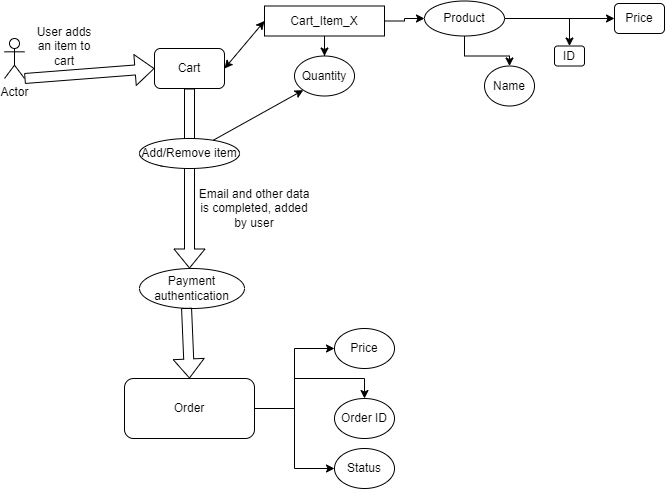 User adds
an item to
cart
Actor
Cart
Cart_Item_X
Product
Price
ID
Name
Quantity
Add/Remove item
Email and other data
is completed, added
by user
Payment
authentication
Order
Price
Order ID
Status